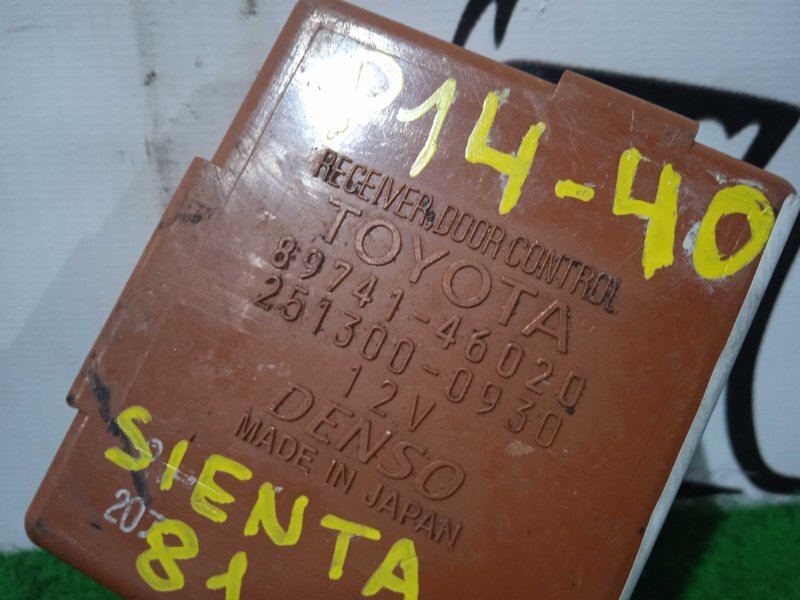 P14-40
RECEIVER, DOOR CONTROL
TOYOTA
89741-46020
251300-0930
12V
DENSO
MADE IN JAPAN
SIENTA
81